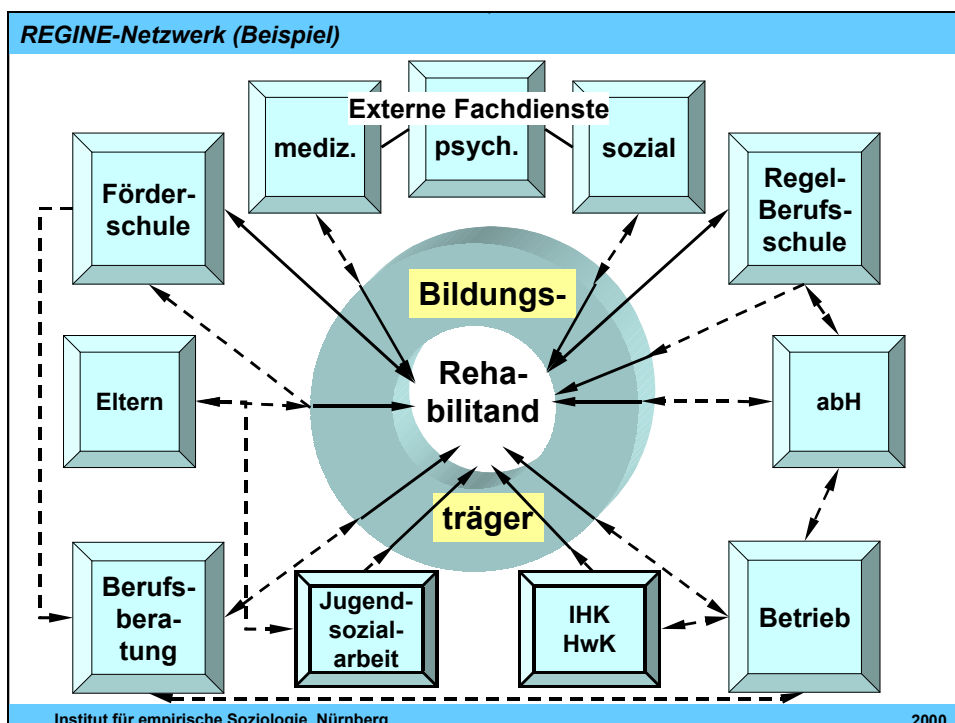 REGINE-Netzwerk (Beispiel)
Externe Fachdienste
mediz.
psych.
sozial
Förder-
schule
Regel-
Berufs-
schule
Bildungs-
Reha-
bilitand
träger
Eltern
abH
Berufs-
bera-
tung
Jugend-
sozial-
arbeit
IHK
HwK
Betrieb
Institut für empirische Soziologie, Nürnberg
2000